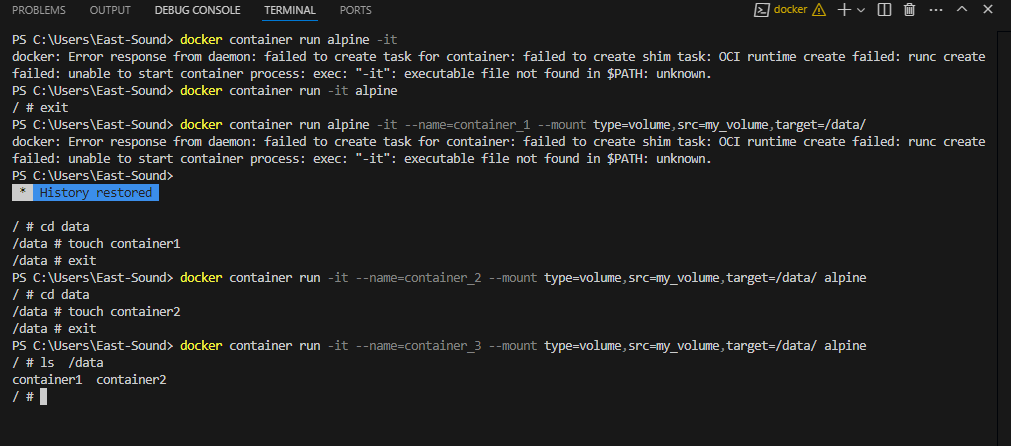 PROBLEMS OUTPUT DEBUG CONSOLE TERMINAL PORTS docker
PS C:\Users\East-Sound> docker container run alpine -it
docker: Error response from daemon: failed to create task for container: failed to create shim task: OCI runtime create failed: runc create
failed: unable to start container process: exec: "-it": executable file not found in $PATH: unknown.
PS C:\Users\East-Sound> docker container run -it alpine
/ # exit
PS C:\Users\East-Sound> docker container run alpine -it --name=container_1 --mount type=volume,src=my_volume,target=/data/
docker: Error response from daemon: failed to create task for container: failed to create shim task: OCI runtime create failed: runc create
failed: unable to start container process: exec: "-it": executable file not found in $PATH: unknown.
PS C:\Users\East-Sound>
* History restored
/ # cd data
/data # touch container1
/data # exit
PS C:\Users\East-Sound> docker container run -it --name=container_2 --mount type=volume,src=my_volume,target=/data/ alpine
/ # cd data
/data # touch container2
/data # exit
PS C:\Users\East-Sound> docker container run -it --name=container_3 --mount type=volume,src=my_volume,target=/data/ alpine
/ # ls  /data
container1  container2
/ #